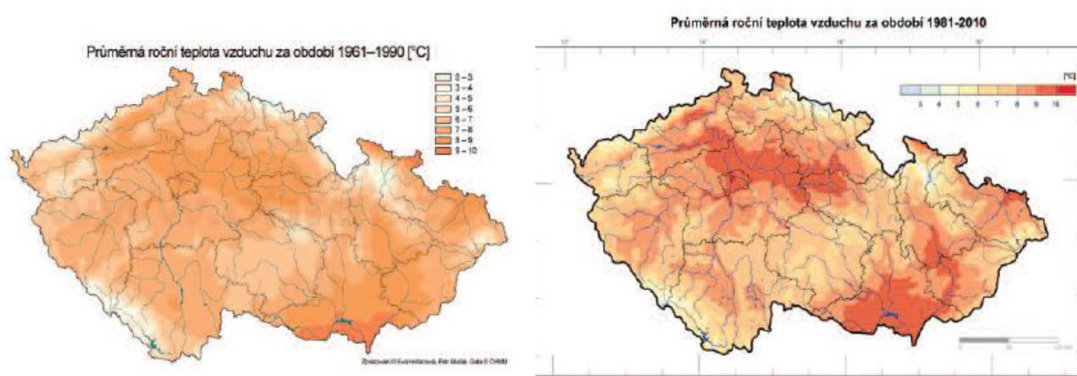 Průměrná roční teplota vzduchu za období 1961–1990 [°C]
0 – 3
3 – 4
4 – 5
5 – 6
6 – 7
7 – 8
8 – 9
9 – 10
Data © ČHMÚ
Průměrná roční teplota vzduchu za období 1981-2010
[°C]
3 4 5 6 7 8 9 10